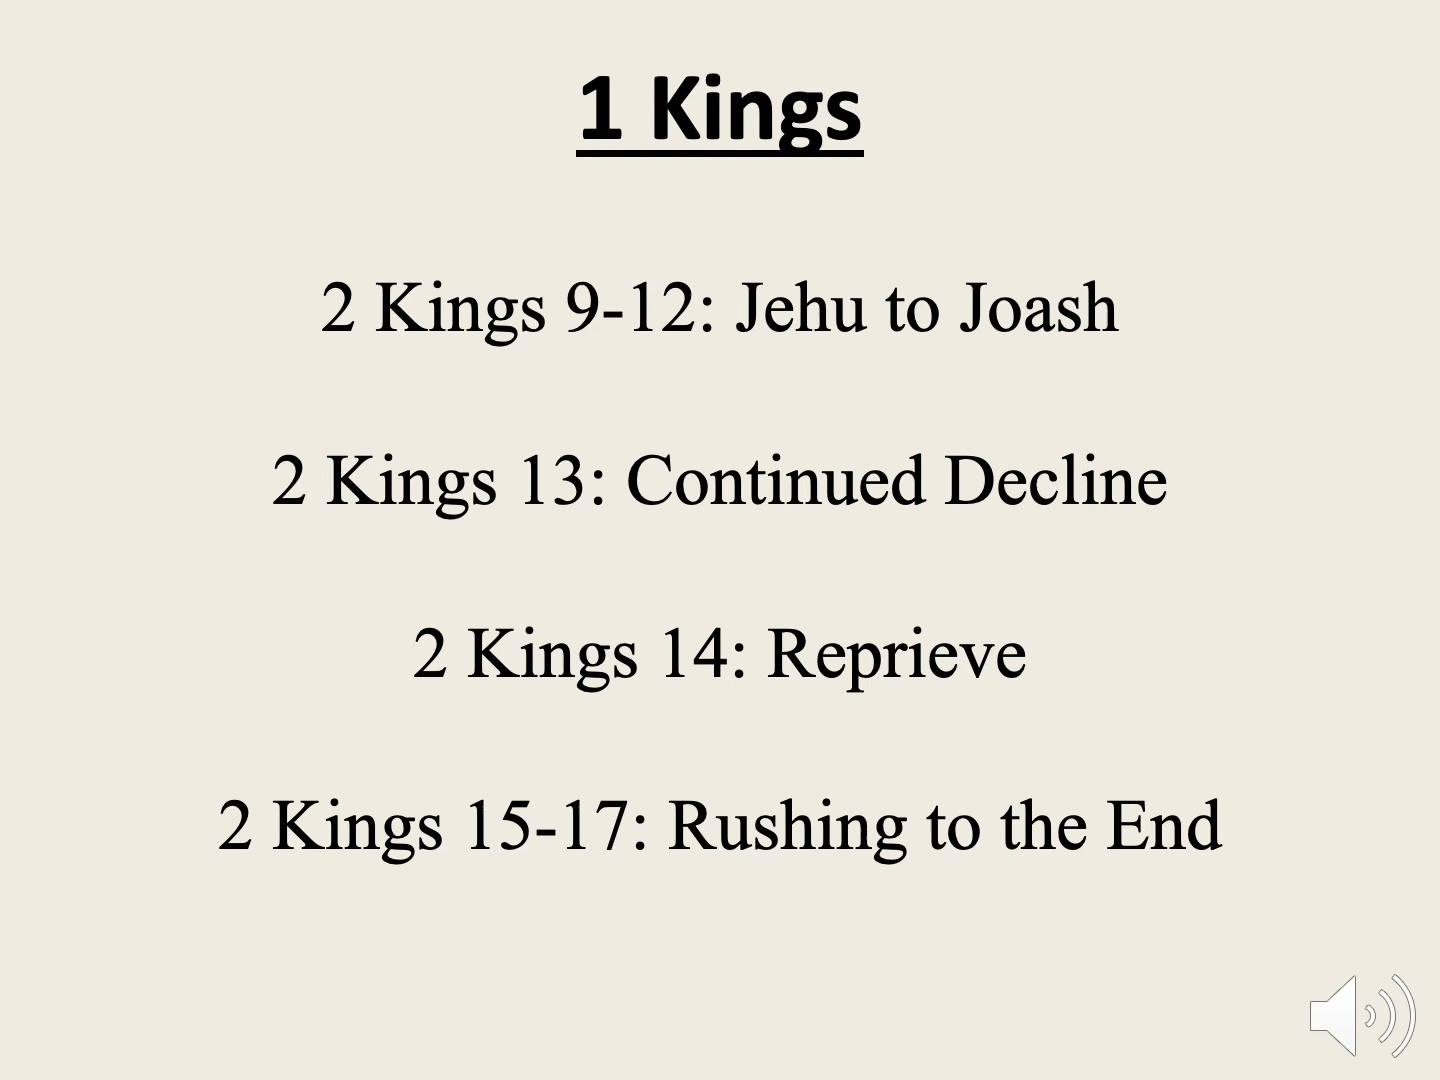 1 Kings
2 Kings 9-12: Jehu to Joash
2 Kings 13: Continued Decline
2 Kings 14: Reprieve
2 Kings 15-17: Rushing to the End